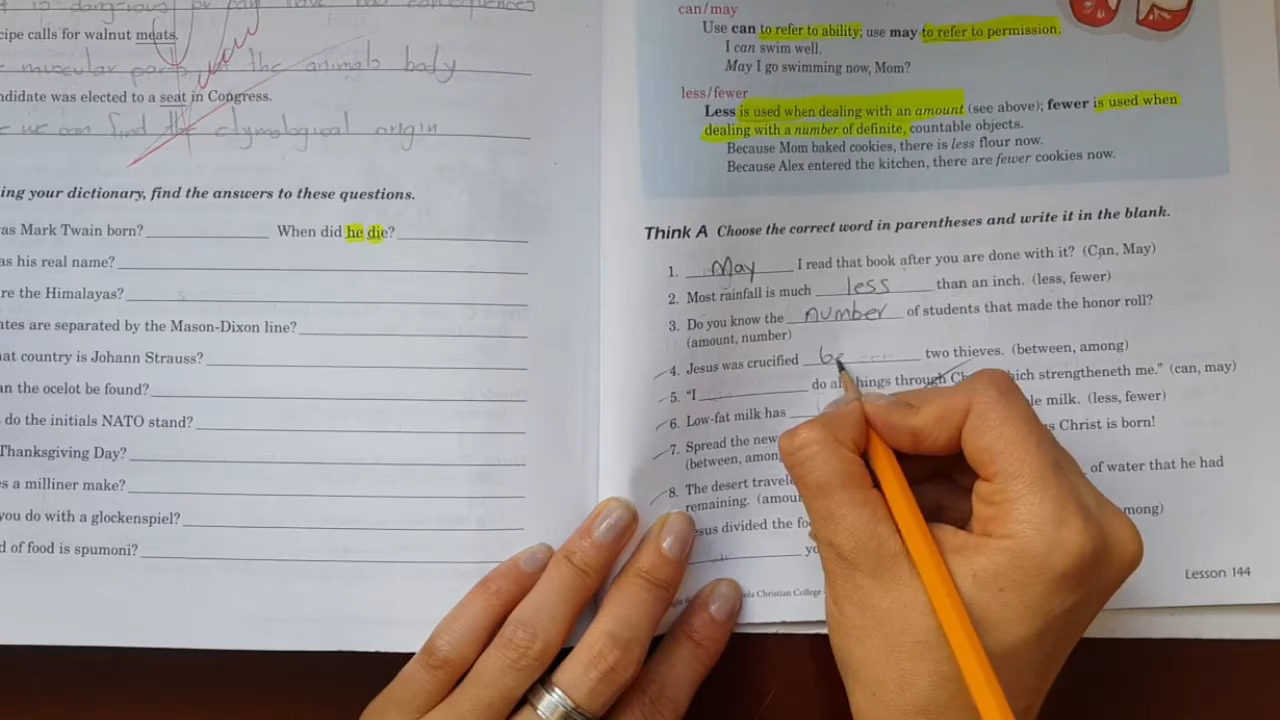 cipe calls for walnut meats.
muscular the animals body
ndidate was elected to a seat in Congress.
we can find the origin
ing your dictionary, find the answers to these questions.
as Mark Twain born? When did he die?
as his real name?
re the Himalayas?
ates are separated by the Mason-Dixon line?
at country is Johann Strauss?
an the ocelot be found?
do the initials NATO stand?
Thanksgiving Day?
es a milliner make?
you do with a glockenspiel?
d of food is spumoni?
can/may
Use can to refer to ability; use may to refer to permission.
I can swim well.
May I go swimming now, Mom?
less/fewer
Less is used when dealing with an amount (see above); fewer is used when
dealing with a number of definite, countable objects.
Because Mom baked cookies, there is less flour now.
Because Alex entered the kitchen, there are fewer cookies now.
Think A Choose the correct word in parentheses and write it in the blank.
1. May I read that book after you are done with it? (Can, May)
2. Most rainfall is much less than an inch. (less, fewer)
3. Do you know the number of students that made the honor roll?
(amount, number)
4. Jesus was crucified be two thieves. (between, among)
5. "I do all things through Ch hich strengtheneth me." (can, may)
6. Low-fat milk has le milk. (less, fewer)
7. Spread the new s Christ is born!
(between, amon
8. The desert travel of water that he had
remaining. (amou
esus divided the fo mong)
yo
Christian College
Lesson 144